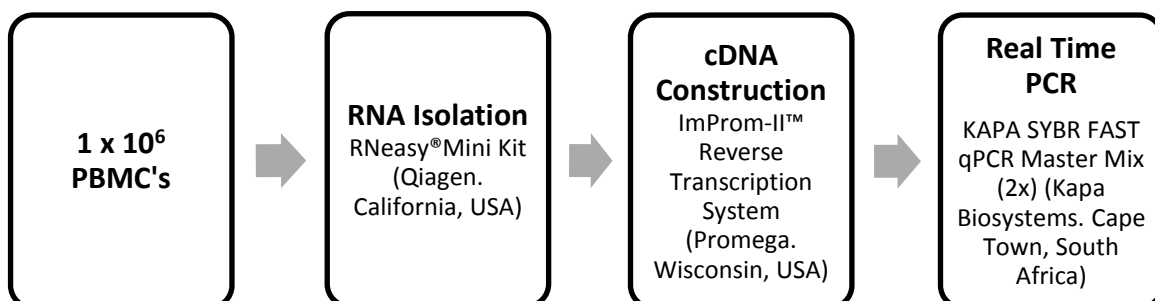 1 x 10⁶
PBMC's
RNA Isolation
RNeasy®Mini Kit
(Qiagen.
California, USA)
cDNA
Construction
ImProm-II™
Reverse
Transcription
System
(Promega.
Wisconsin, USA)
Real Time
PCR
KAPA SYBR FAST
qPCR Master Mix
(2x) (Kapa
Biosystems. Cape
Town, South
Africa)